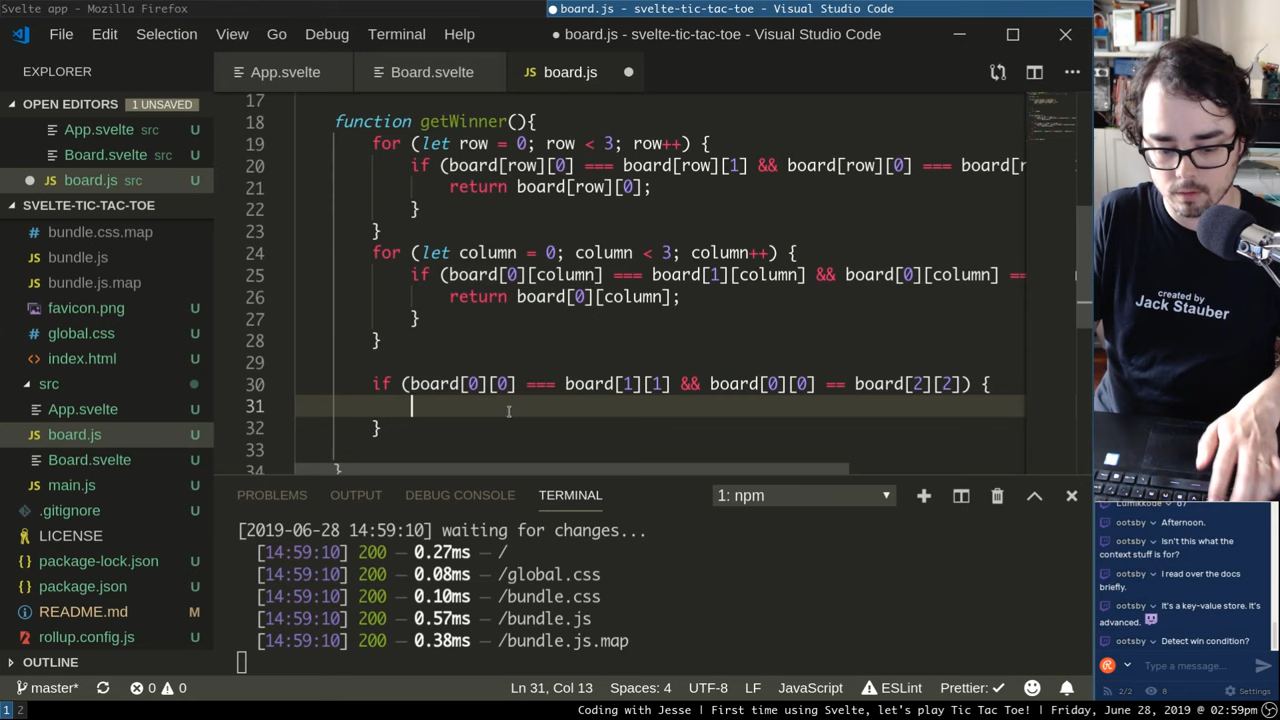 Svelte app - Mozilla Firefox
board.js - svelte-tic-tac-toe - Visual Studio Code
File Edit Selection View Go Debug Terminal Help
● board.js - svelte-tic-tac-toe - Visual Studio Code
EXPLORER
App.svelte
Board.svelte
JS board.js
OPEN EDITORS 1 UNSAVED
App.svelte src U
Board.svelte src U
JS board.js src U
SVELTE-TIC-TAC-TOE
bundle.css.map U
bundle.js U
bundle.js.map U
favicon.png U
global.css U
index.html U
src
App.svelte U
board.js U
Board.svelte U
main.js U
.gitignore U
LICENSE U
package-lock.json U
package.json U
README.md M
rollup.config.js U
OUTLINE
17
18 function getWinner(){
19 for (let row = 0; row < 3; row++) {
20 if (board[row][0] === board[row][1] && board[row][0] === board[r
21 return board[row][0];
22 }
23 }
24 for (let column = 0; column < 3; column++) {
25 if (board[0][column] === board[1][column] && board[0][column] ==
26 return board[0][column];
27 }
28 }
29
30 if (board[0][0] === board[1][1] && board[0][0] == board[2][2]) {
31
32 }
33
34 }
PROBLEMS OUTPUT DEBUG CONSOLE TERMINAL 1: npm
[2019-06-28 14:59:10] waiting for changes...
[14:59:10] 200 — 0.27ms — /
[14:59:10] 200 — 0.08ms — /global.css
[14:59:10] 200 — 0.10ms — /bundle.css
[14:59:10] 200 — 0.57ms — /bundle.js
[14:59:10] 200 — 0.38ms — /bundle.js.map
master* 0 0 Ln 31, Col 13 Spaces: 4 UTF-8 LF JavaScript ESLint Prettier: ✓
created by
Jack Stauber
ootsby Afternoon.
ootsby Isn't this what the
context stuff is for?
ootsby I read over the docs
briefly.
ootsby It's a key-value store. It's
advanced.
ootsby Detect win condition?
Type a message...
2/2 8 Settings
1 2
Coding with Jesse | First time using Svelte, let's play Tic Tac Toe! | Friday, June 28, 2019 @ 02:59pm